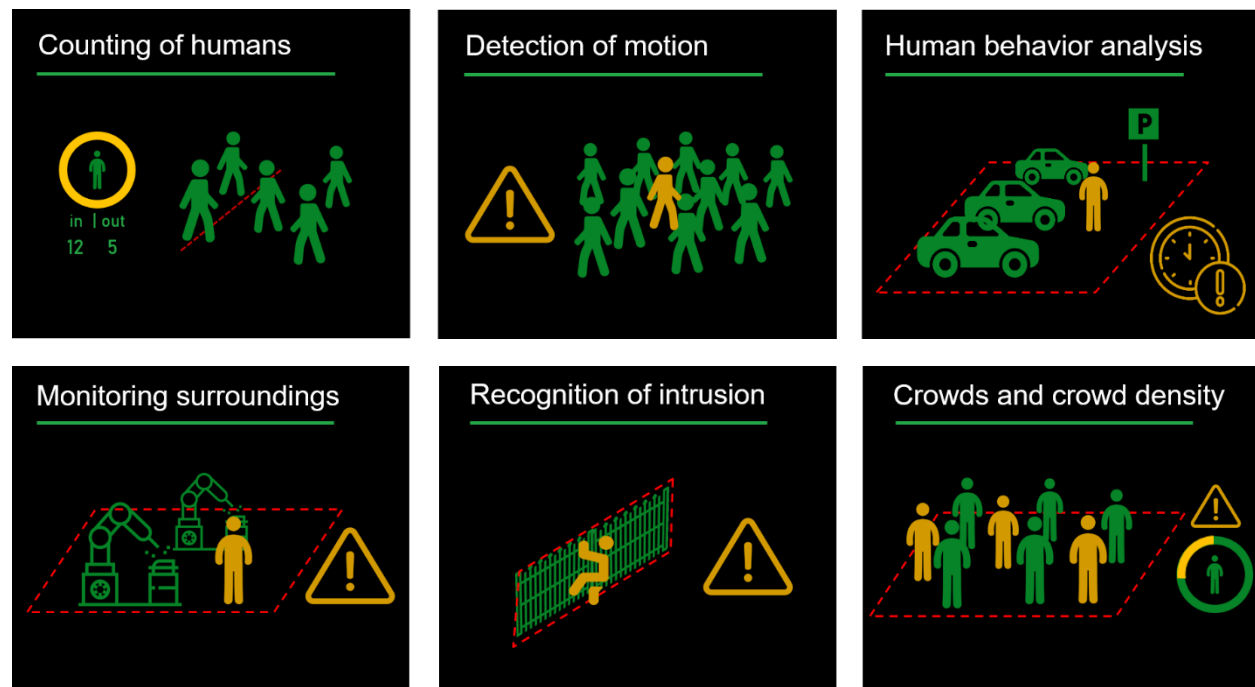 Counting of humans
in | out
12 5
Detection of motion
Human behavior analysis
P
Monitoring surroundings
Recognition of intrusion
Crowds and crowd density